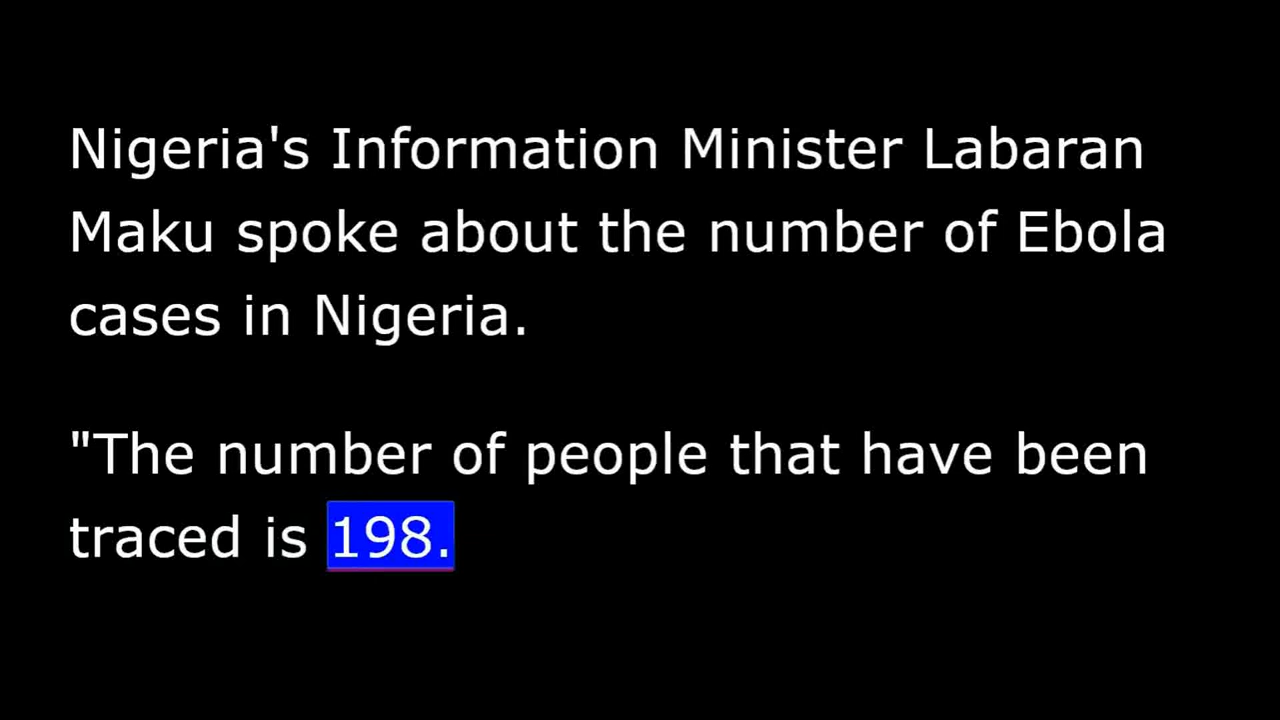 Nigeria's Information Minister Labaran
Maku spoke about the number of Ebola
cases in Nigeria.
"The number of people that have been
traced is 198.